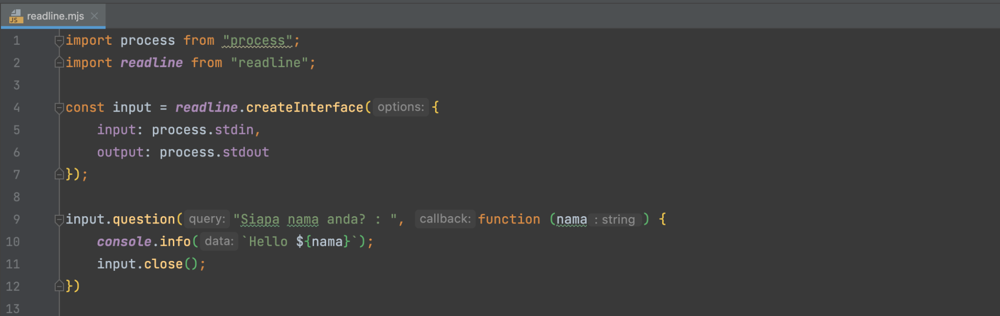 JS readline.mjs
1 import process from "process";
2 import readline from "readline";
3
4 const input = readline.createInterface( options: {
5     input: process.stdin,
6     output: process.stdout
7 });
8
9 input.question( query: "Siapa nama anda? : ", callback: function (nama : string ) {
10     console.info( data: `Hello ${nama}`);
11     input.close();
12 })
13